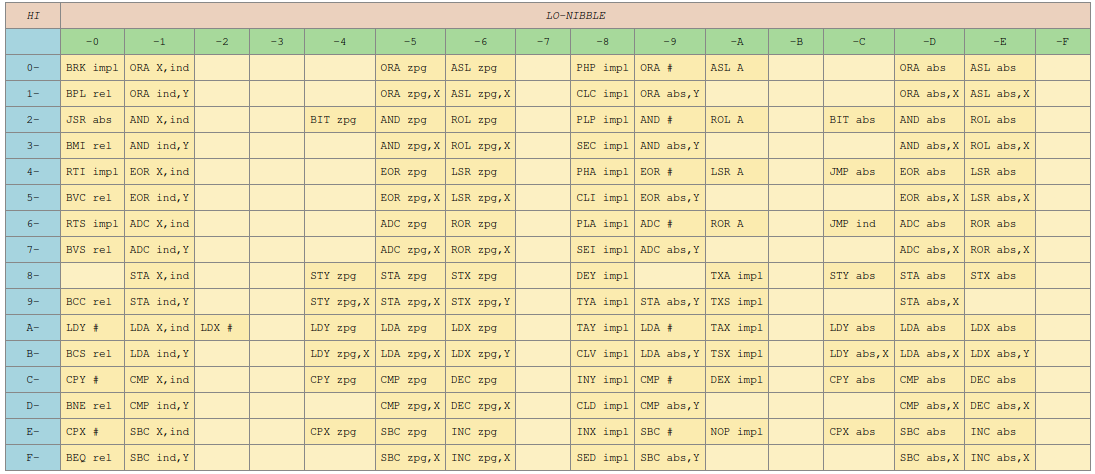 HI LO-NIBBLE
-0 -1 -2 -3 -4 -5 -6 -7 -8 -9 -A -B -C -D -E -F
0- BRK impl ORA X,ind ORA zpg ASL zpg PHP impl ORA # ASL A ORA abs ASL abs
1- BPL rel ORA ind,Y ORA zpg,X ASL zpg,X CLC impl ORA abs,Y ORA abs,X ASL abs,X
2- JSR abs AND X,ind BIT zpg AND zpg ROL zpg PLP impl AND # ROL A BIT abs AND abs ROL abs
3- BMI rel AND ind,Y AND zpg,X ROL zpg,X SEC impl AND abs,Y AND abs,X ROL abs,X
4- RTI impl EOR X,ind EOR zpg LSR zpg PHA impl EOR # LSR A JMP abs EOR abs LSR abs
5- BVC rel EOR ind,Y EOR zpg,X LSR zpg,X CLI impl EOR abs,Y EOR abs,X LSR abs,X
6- RTS impl ADC X,ind ADC zpg ROR zpg PLA impl ADC # ROR A JMP ind ADC abs ROR abs
7- BVS rel ADC ind,Y ADC zpg,X ROR zpg,X SEI impl ADC abs,Y ADC abs,X ROR abs,X
8- STA X,ind STY zpg STA zpg STX zpg DEY impl TXA impl STY abs STA abs STX abs
9- BCC rel STA ind,Y STY zpg,X STA zpg,X STX zpg,Y TYA impl STA abs,Y TXS impl STA abs,X
A- LDY # LDA X,ind LDX # LDY zpg LDA zpg LDX zpg TAY impl LDA # TAX impl LDY abs LDA abs LDX abs
B- BCS rel LDA ind,Y LDY zpg,X LDA zpg,X LDX zpg,Y CLV impl LDA abs,Y TSX impl LDY abs,X LDA abs,X LDX abs,Y
C- CPY # CMP X,ind CPY zpg CMP zpg DEC zpg INY impl CMP # DEX impl CPY abs CMP abs DEC abs
D- BNE rel CMP ind,Y CMP zpg,X DEC zpg,X CLD impl CMP abs,Y CMP abs,X DEC abs,X
E- CPX # SBC X,ind CPX zpg SBC zpg INC zpg INX impl SBC # NOP impl CPX abs SBC abs INC abs
F- BEQ rel SBC ind,Y SBC zpg,X INC zpg,X SED impl SBC abs,Y SBC abs,X INC abs,X